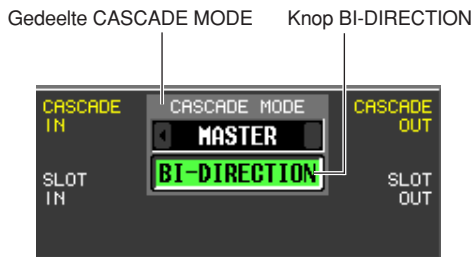 Gedeelte CASCADE MODE Knop BI-DIRECTION
CASCADE IN
CASCADE MODE
MASTER
BI-DIRECTION
CASCADE OUT
SLOT IN
SLOT OUT